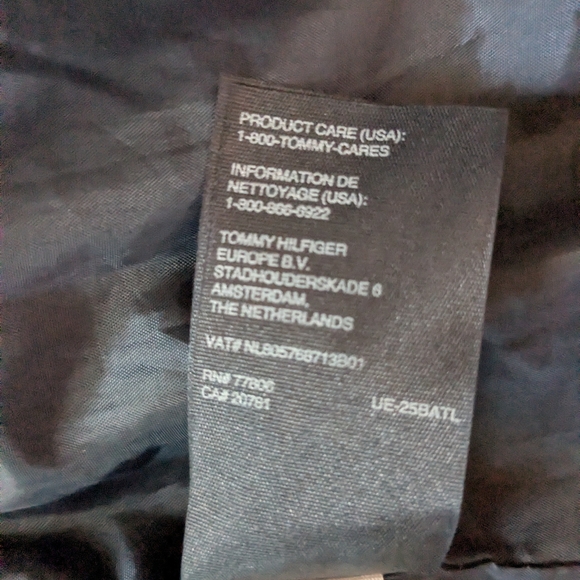 PRODUCT CARE (USA):
1-800-TOMMY-CARES
INFORMATION DE
NETTOYAGE (USA):
1-800-866-6922
TOMMY HILFIGER
EUROPE B.V.
STADHOUDERSKADE 6
AMSTERDAM,
THE NETHERLANDS
VAT# NL805768713B01
RN# 77806
CA# 20781
UE-25BATL